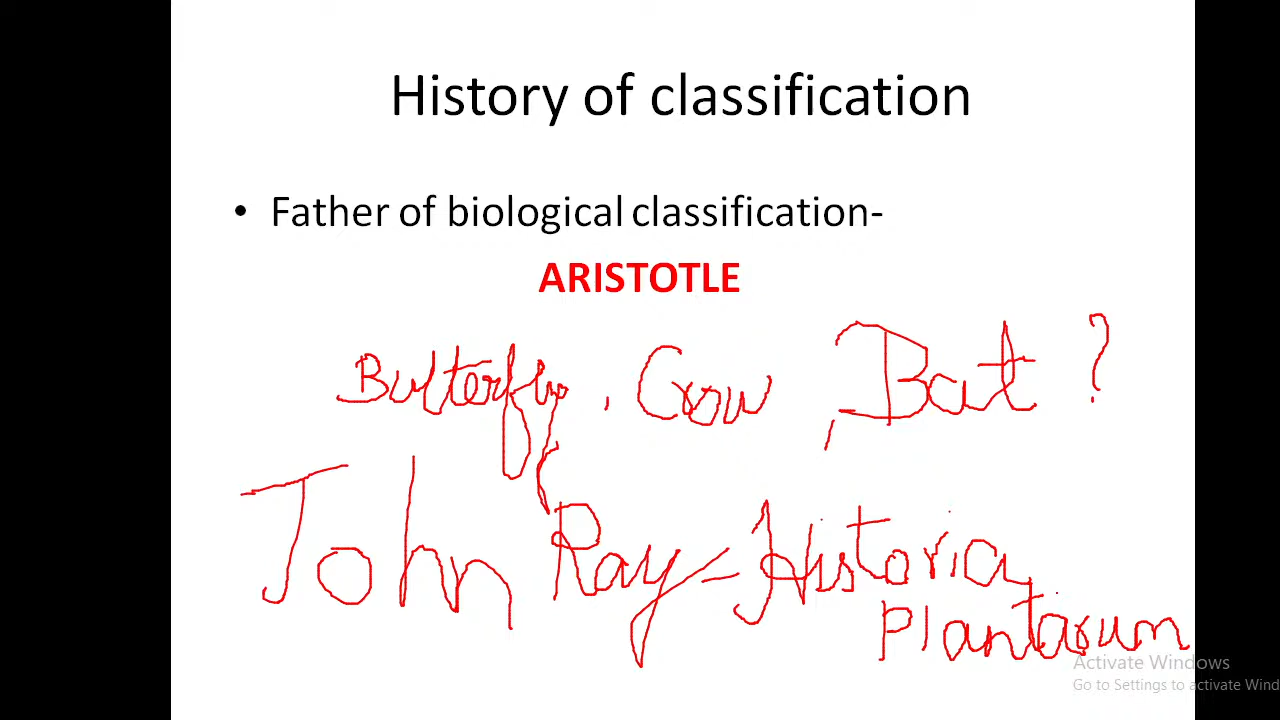 History of classification
• Father of biological classification-
ARISTOTLE
Butterfly, Crow, Bat ?
John Ray = Historia
Plantarum
Activate Windows
Go to Settings to activate Wind